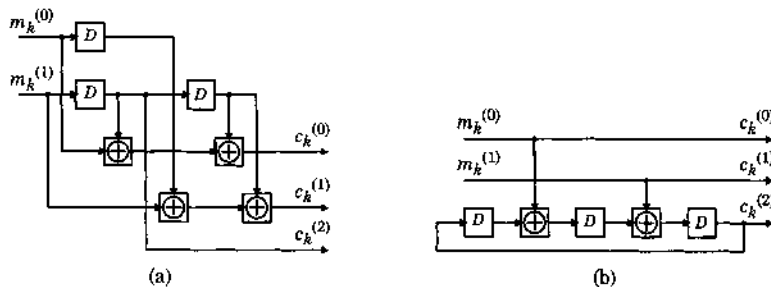 m_k^(0)
D
m_k^(1)
D
D
c_k^(0)
c_k^(1)
c_k^(2)
(a)
m_k^(0)
c_k^(0)
m_k^(1)
c_k^(1)
D
D
D
c_k^(2)
(b)